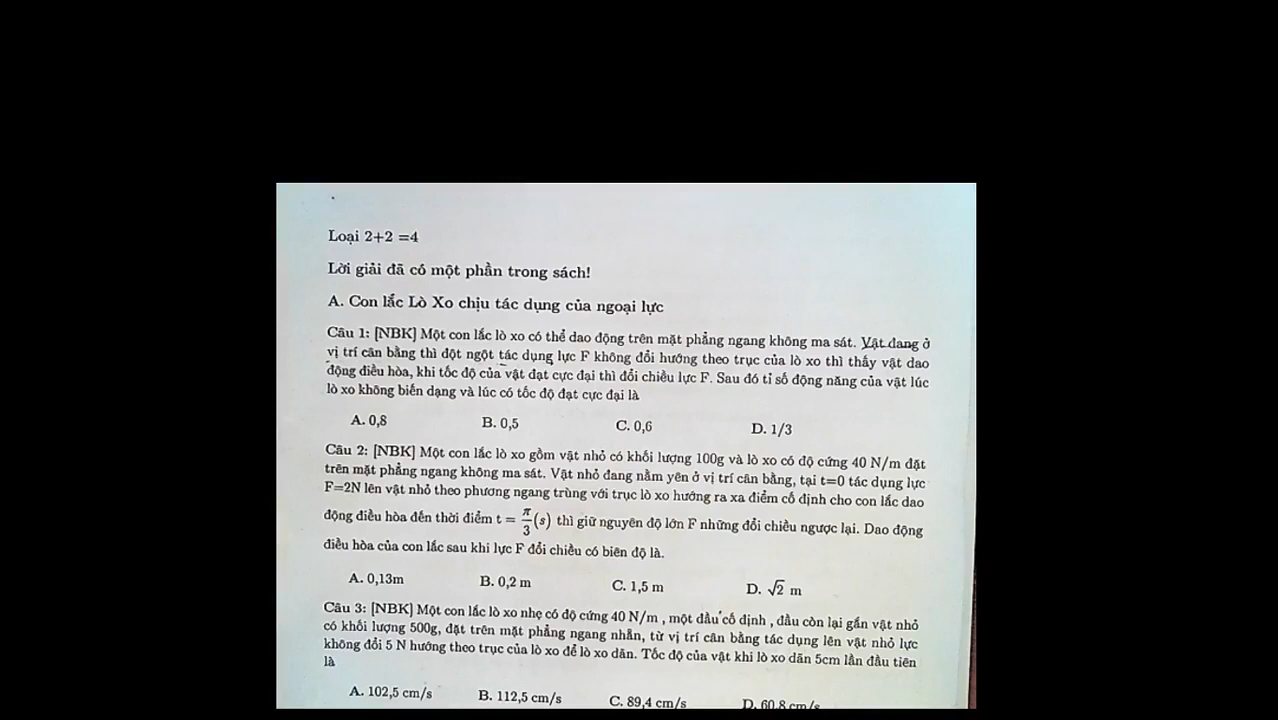 Loại 2+2 =4
Lời giải đã có một phần trong sách!
A. Con lắc Lò Xo chịu tác dụng của ngoại lực
Câu 1: [NBK] Một con lắc lò xo có thể dao động trên mặt phẳng ngang không ma sát. Vật đang ở
vị trí cân bằng thì đột ngột tác dụng lực F không đổi hướng theo trục của lò xo thì thấy vật dao
động điều hòa, khi tốc độ của vật đạt cực đại thì đổi chiều lực F. Sau đó tỉ số động năng của vật lúc
lò xo không biến dạng và lúc có tốc độ đạt cực đại là
A. 0,8 B. 0,5 C. 0,6 D. 1/3
Câu 2: [NBK] Một con lắc lò xo gồm vật nhỏ có khối lượng 100g và lò xo có độ cứng 40 N/m đặt
trên mặt phẳng ngang không ma sát. Vật nhỏ đang nằm yên ở vị trí cân bằng, tại t=0 tác dụng lực
F=2N lên vật nhỏ theo phương ngang trùng với trục lò xo hướng ra xa điểm cố định cho con lắc dao
động điều hòa đến thời điểm t = π/3 (s) thì giữ nguyên độ lớn F những đổi chiều ngược lại. Dao động
điều hòa của con lắc sau khi lực F đổi chiều có biên độ là.
A. 0,13m B. 0,2 m C. 1,5 m D. √2 m
Câu 3: [NBK] Một con lắc lò xo nhẹ có độ cứng 40 N/m , một đầu cố định , đầu còn lại gắn vật nhỏ
có khối lượng 500g, đặt trên mặt phẳng ngang nhẵn, từ vị trí cân bằng tác dụng lên vật nhỏ lực
không đổi 5 N hướng theo trục của lò xo để lò xo dãn. Tốc độ của vật khi lò xo dãn 5cm lần đầu tiên
là
A. 102,5 cm/s B. 112,5 cm/s C. 89,4 cm/s D. 60,8 cm/s